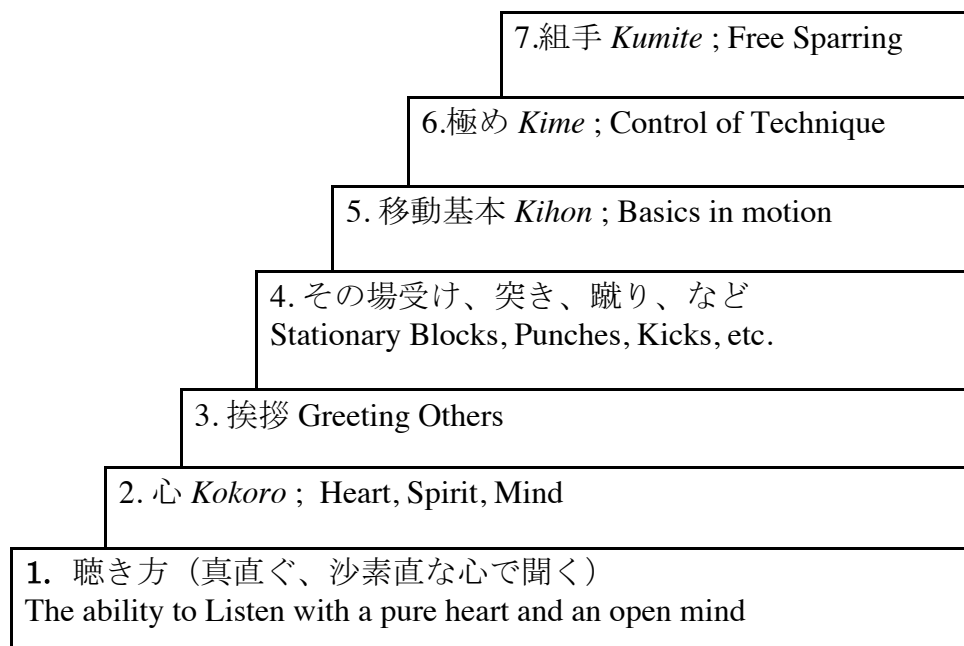 7.組手 Kumite ; Free Sparring
6.極め Kime ; Control of Technique
5. 移動基本 Kihon ; Basics in motion
4. その場受け、突き、蹴り、など
Stationary Blocks, Punches, Kicks, etc.
3. 挨拶 Greeting Others
2. 心 Kokoro ;  Heart, Spirit, Mind
1. 聴き方（真直ぐ、沙素直な心で聞く）
The ability to Listen with a pure heart and an open mind